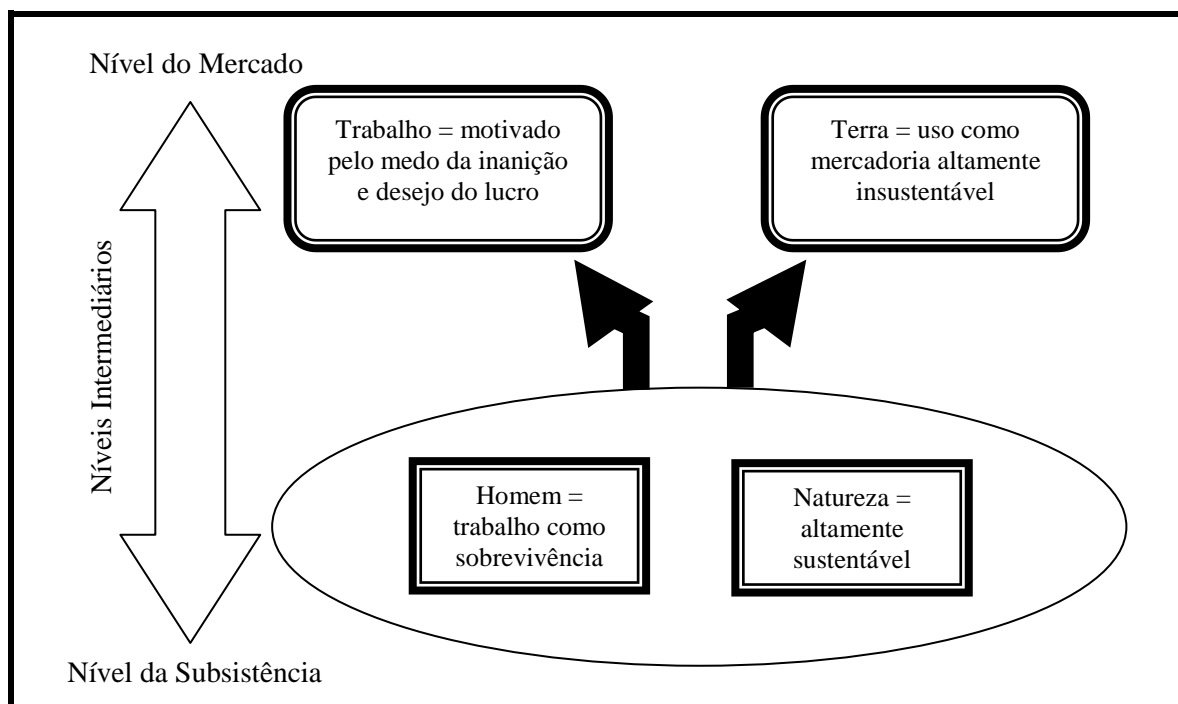 Nível do Mercado
Trabalho = motivado
pelo medo da inanição
e desejo do lucro
Terra = uso como
mercadoria altamente
insustentável
Níveis Intermediários
Homem =
trabalho como
sobrevivência
Natureza =
altamente
sustentável
Nível da Subsistência